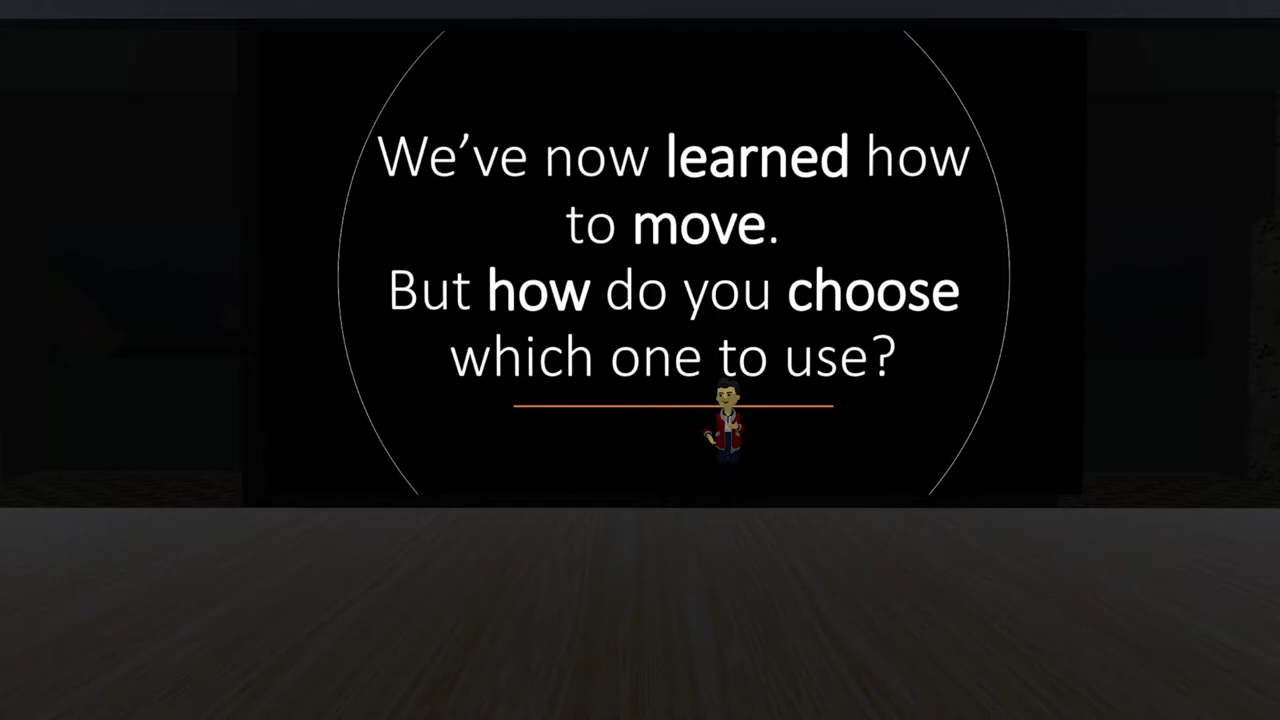 We’ve now learned how
to move.
But how do you choose
which one to use?